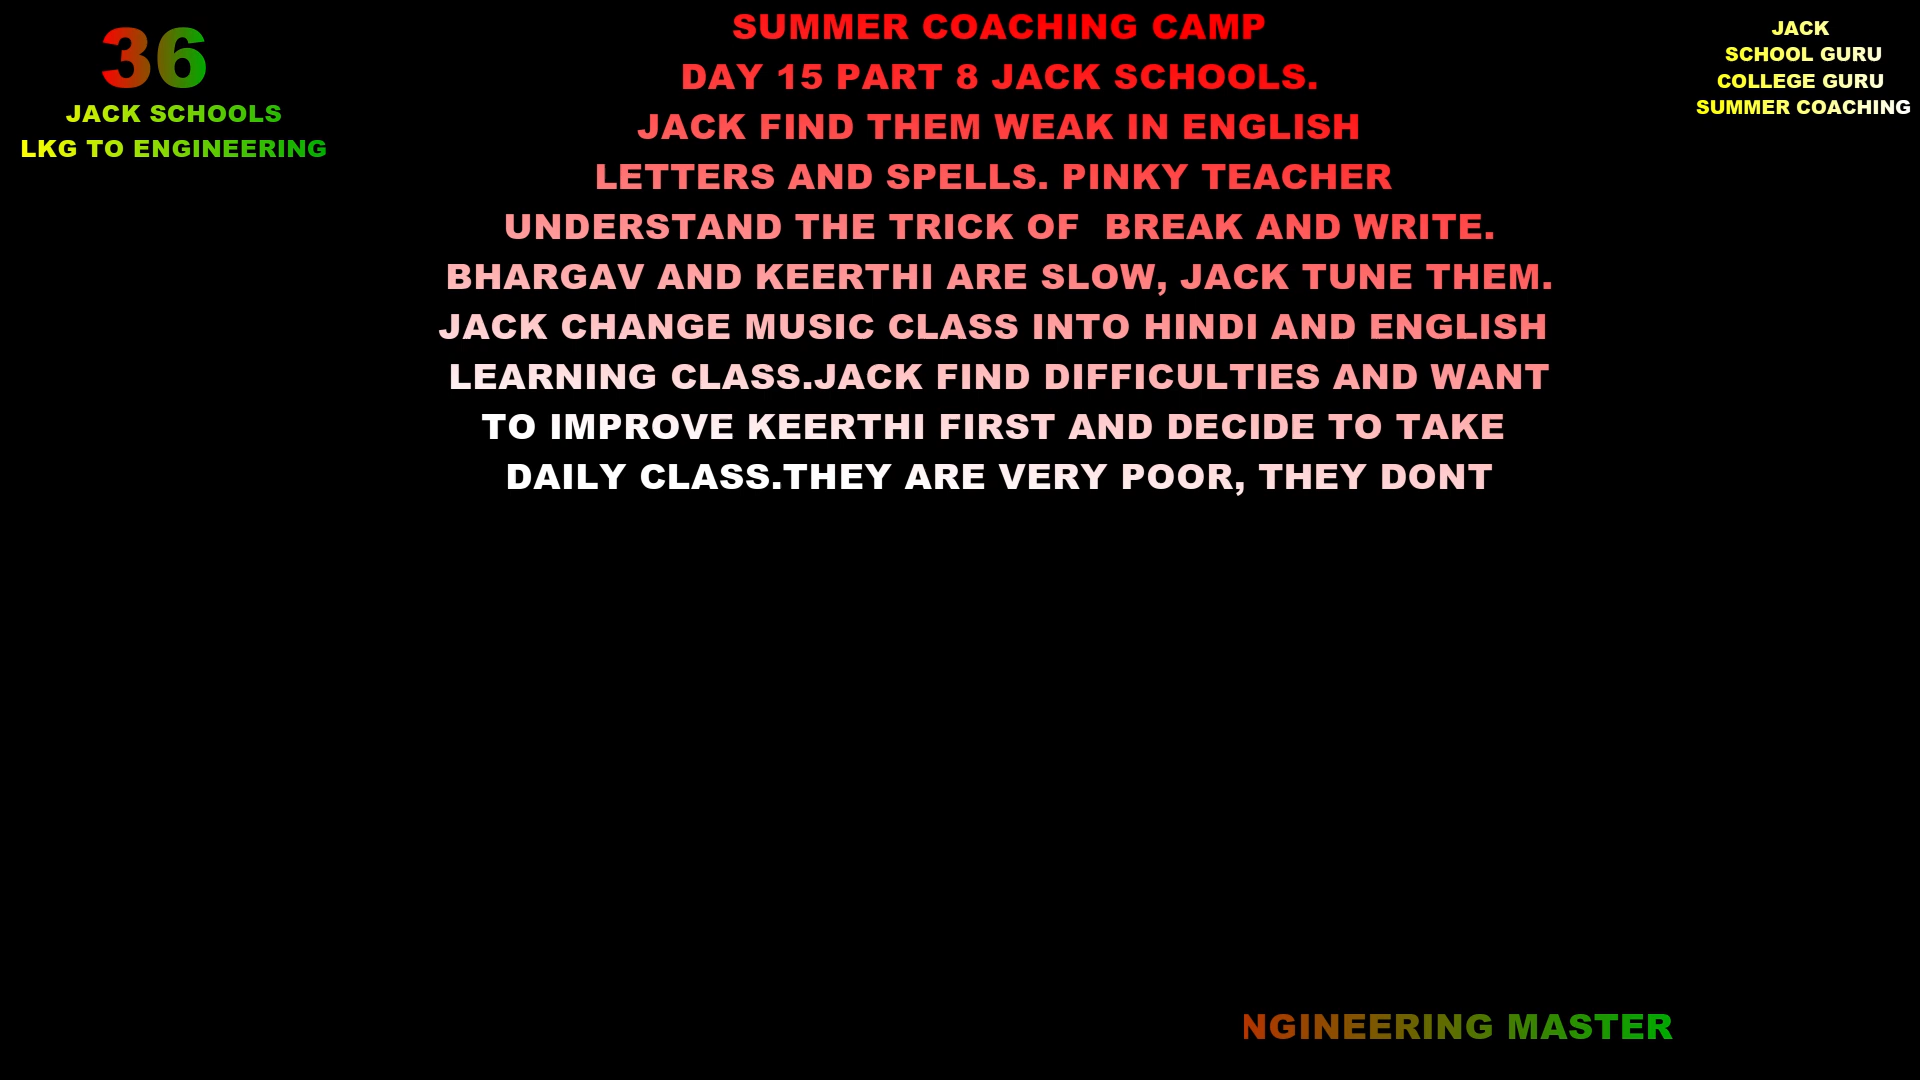 36
JACK SCHOOLS
LKG TO ENGINEERING
SUMMER COACHING CAMP
DAY 15 PART 8 JACK SCHOOLS.
JACK FIND THEM WEAK IN ENGLISH
LETTERS AND SPELLS. PINKY TEACHER
UNDERSTAND THE TRICK OF  BREAK AND WRITE.
BHARGAV AND KEERTHI ARE SLOW, JACK TUNE THEM.
JACK CHANGE MUSIC CLASS INTO HINDI AND ENGLISH
LEARNING CLASS.JACK FIND DIFFICULTIES AND WANT
TO IMPROVE KEERTHI FIRST AND DECIDE TO TAKE
DAILY CLASS.THEY ARE VERY POOR, THEY DONT
JACK
SCHOOL GURU
COLLEGE GURU
SUMMER COACHING
NGINEERING MASTER